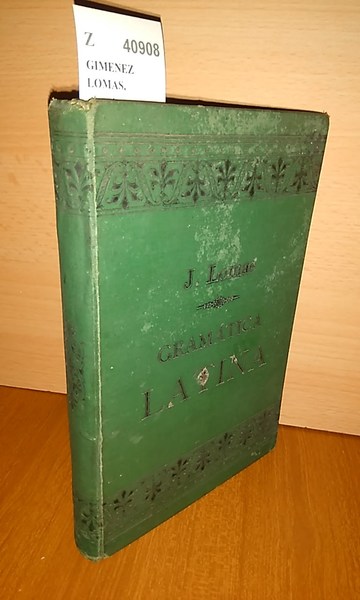 Z 40908
GIMENEZ
LOMAS,
J. Lomas
GRAMÁTICA
LATINA